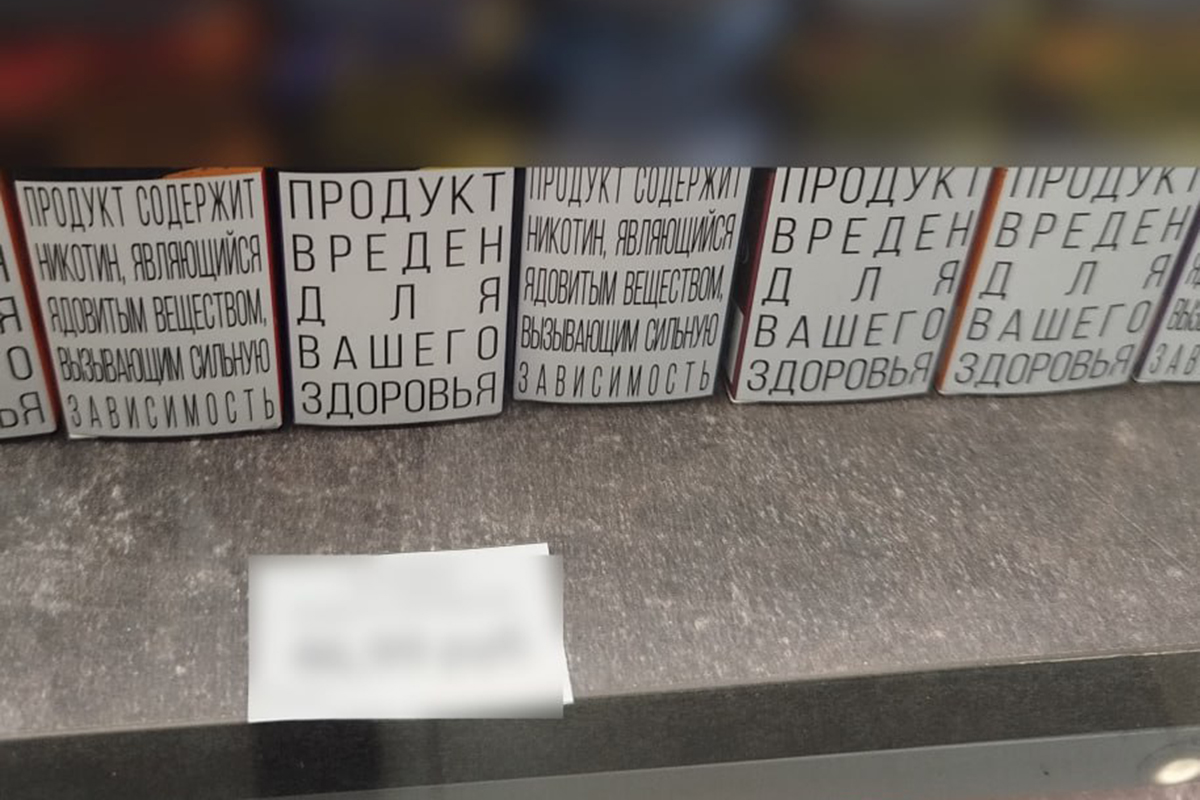 ПРОДУКТ СОДЕРЖИТ
НИКОТИН, ЯВЛЯЮЩИЙСЯ
ЯДОВИТЫМ ВЕЩЕСТВОМ,
ВЫЗЫВАЮЩИМ СИЛЬНУЮ
ЗАВИСИМОСТЬ
ПРОДУКТ
ВРЕДЕН
ДЛЯ
ВАШЕГО
ЗДОРОВЬЯ
ПРОДУКТ СОДЕРЖИТ
НИКОТИН, ЯВЛЯЮЩИЙСЯ
ЯДОВИТЫМ ВЕЩЕСТВОМ,
ВЫЗЫВАЮЩИМ СИЛЬНУЮ
ЗАВИСИМОСТЬ
ПРОДУКТ
ВРЕДЕН
ДЛЯ
ВАШЕГО
ЗДОРОВЬЯ
ПРОДУКТ
ВРЕДЕН
ДЛЯ
ВАШЕГО
ЗДОРОВЬЯ